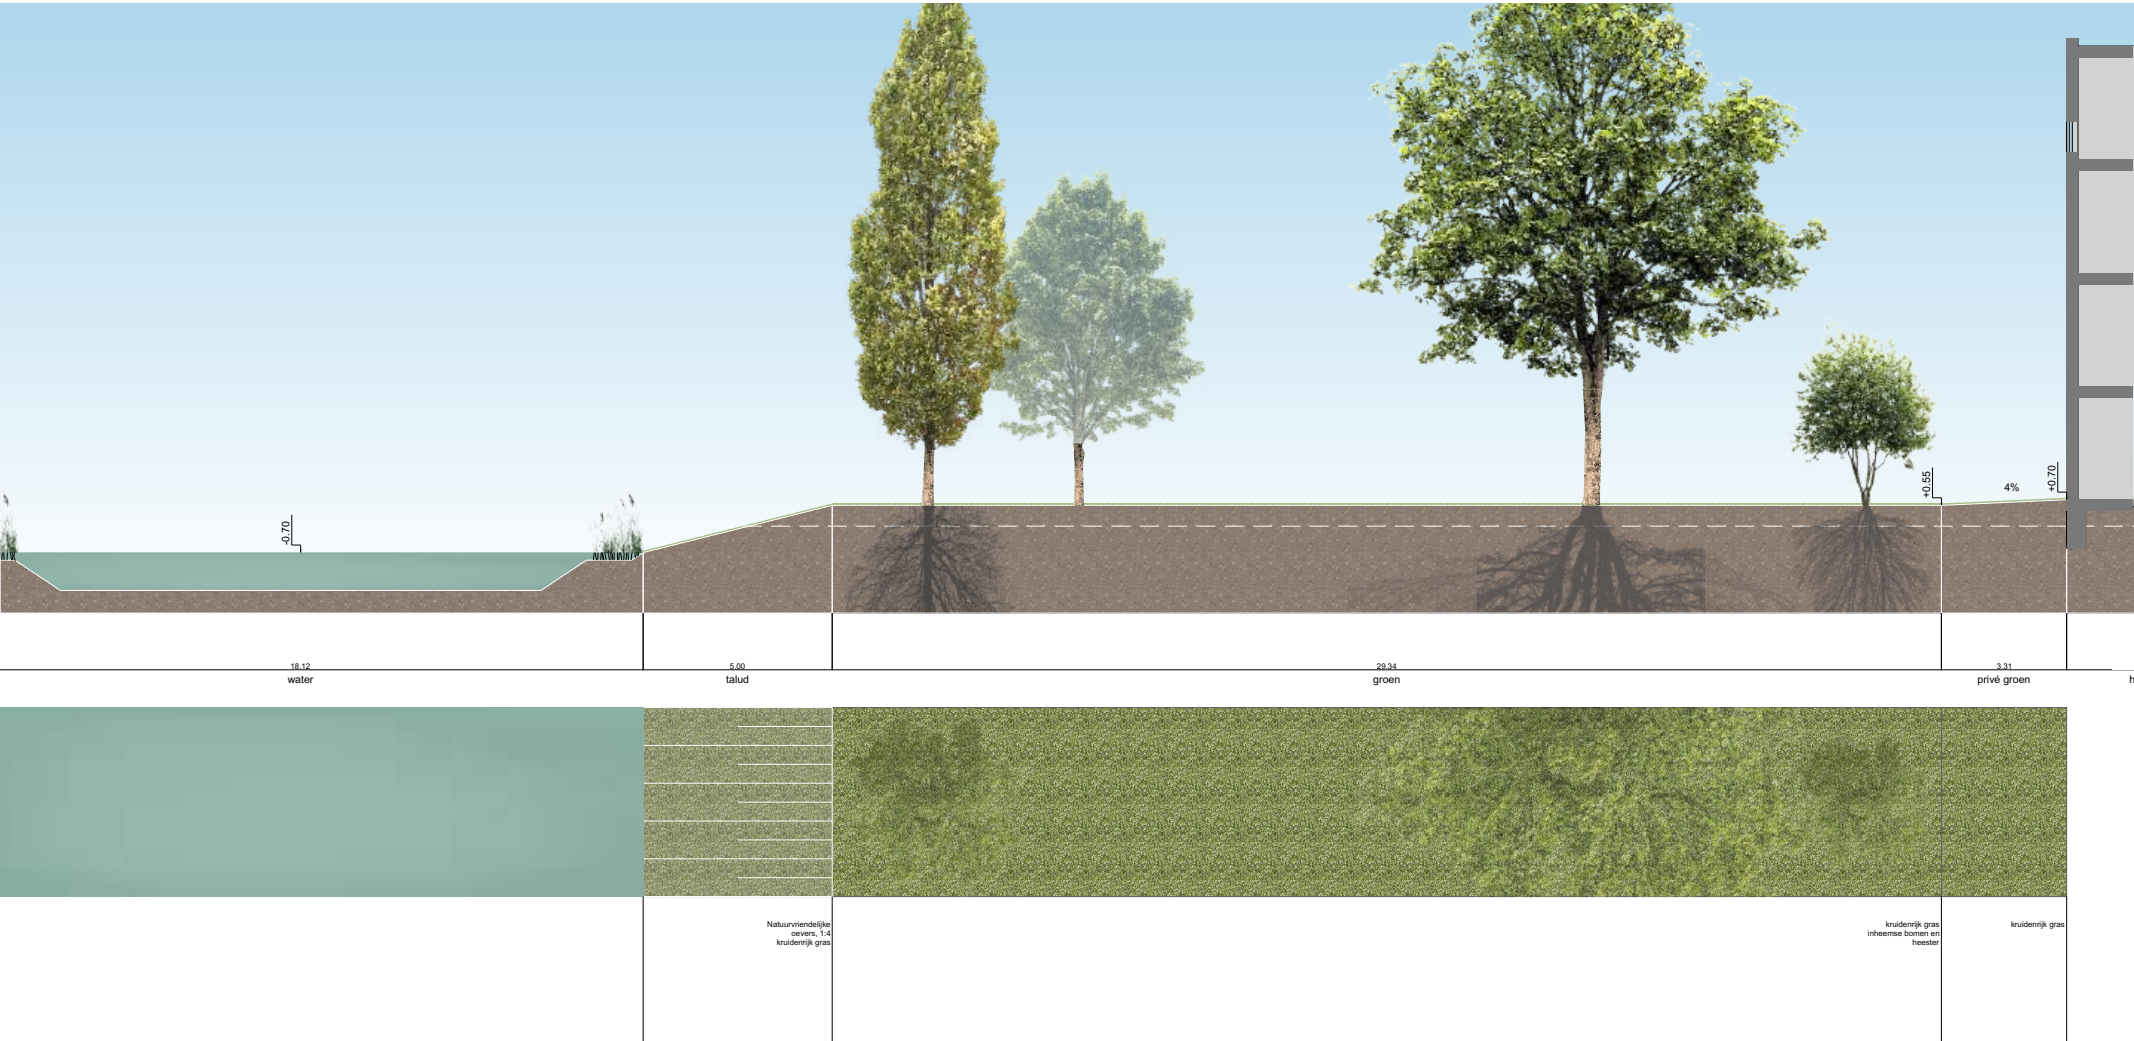 -0.70
+0.55
4%
+0.70
18.12
5.00
29.34
3.31
water
talud
groen
privé groen
h
Natuurvriendelijke
oevers, 1:4
kruidenrijk gras
kruidenrijk gras
inheemse bomen en
heester
kruidenrijk gras